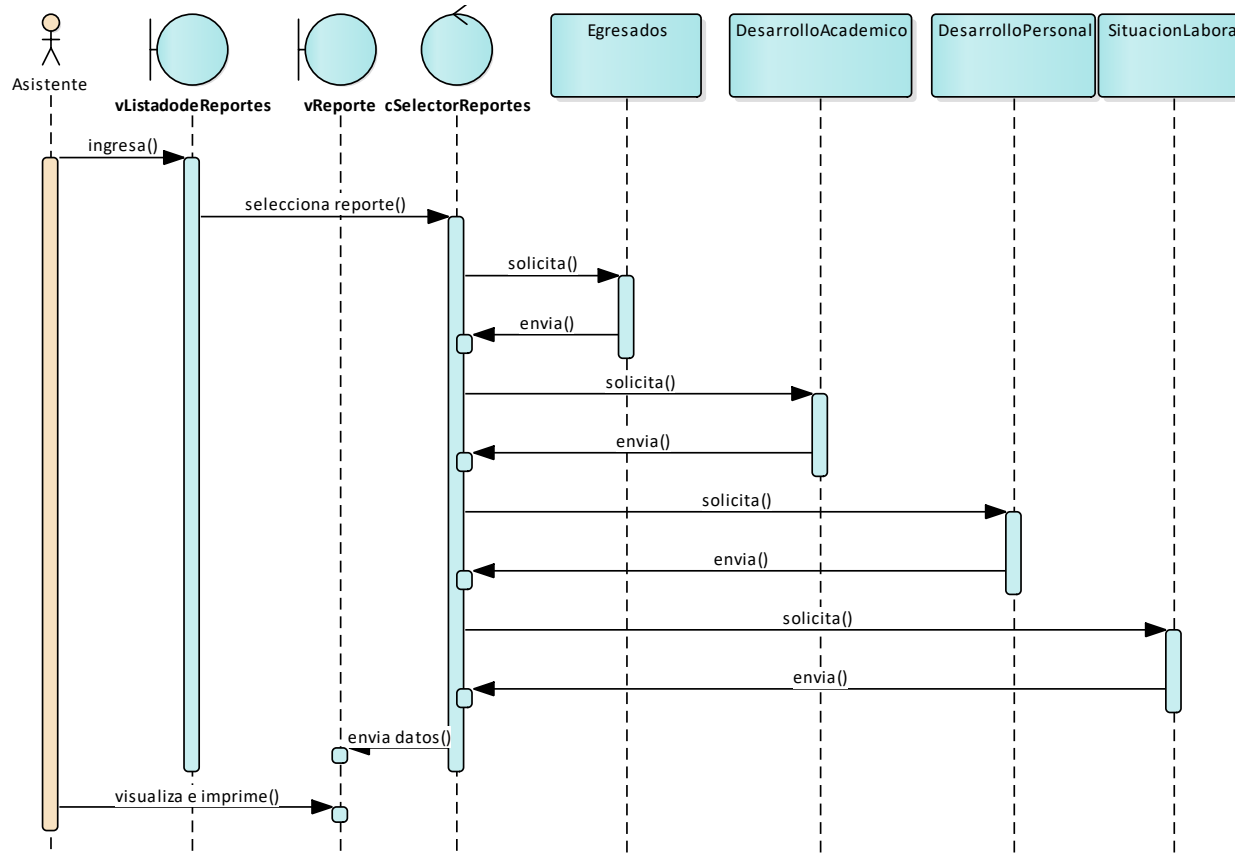 Egresados
DesarrolloAcademico
DesarrolloPersonal
SituacionLabora
Asistente
vListadodeReportes
vReporte
cSelectorReportes
ingresa()
selecciona reporte()
solicita()
envia()
solicita()
envia()
solicita()
envia()
solicita()
envia()
envia datos()
visualiza e imprime()